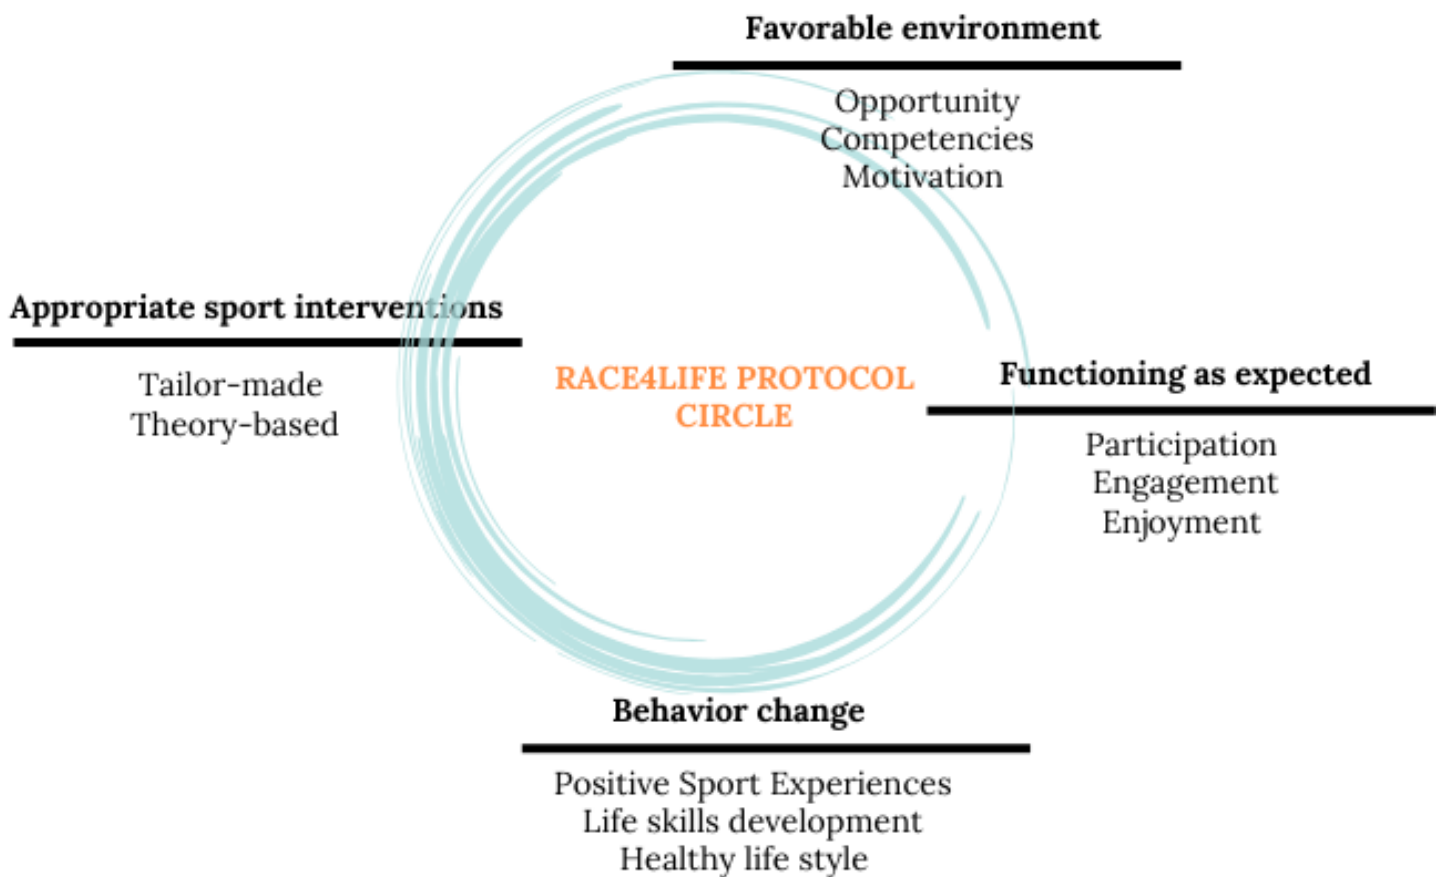 Favorable environment
Opportunity
Competencies
Motivation
Appropriate sport interventions
Tailor-made
Theory-based
RACE4LIFE PROTOCOL
CIRCLE
Functioning as expected
Participation
Engagement
Enjoyment
Behavior change
Positive Sport Experiences
Life skills development
Healthy life style